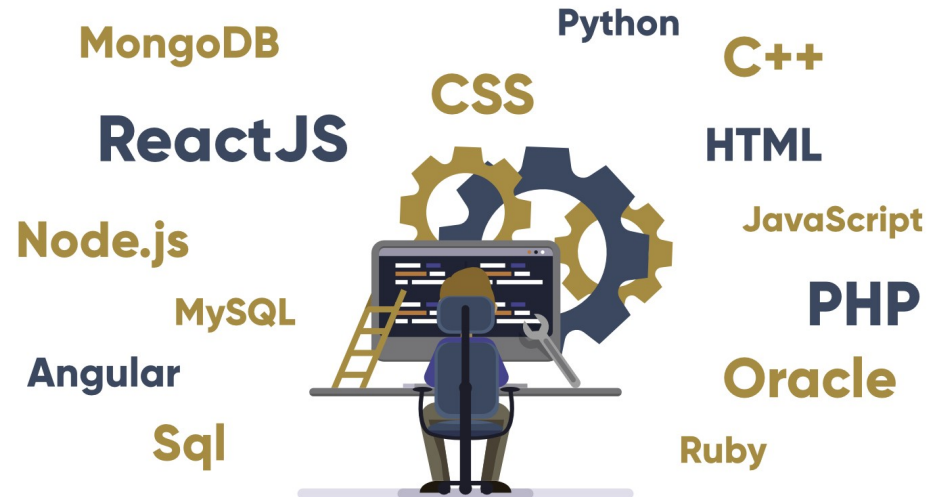 Python
MongoDB
C++
CSS
ReactJS
HTML
JavaScript
Node.js
PHP
MySQL
Angular
Oracle
Sql
Ruby